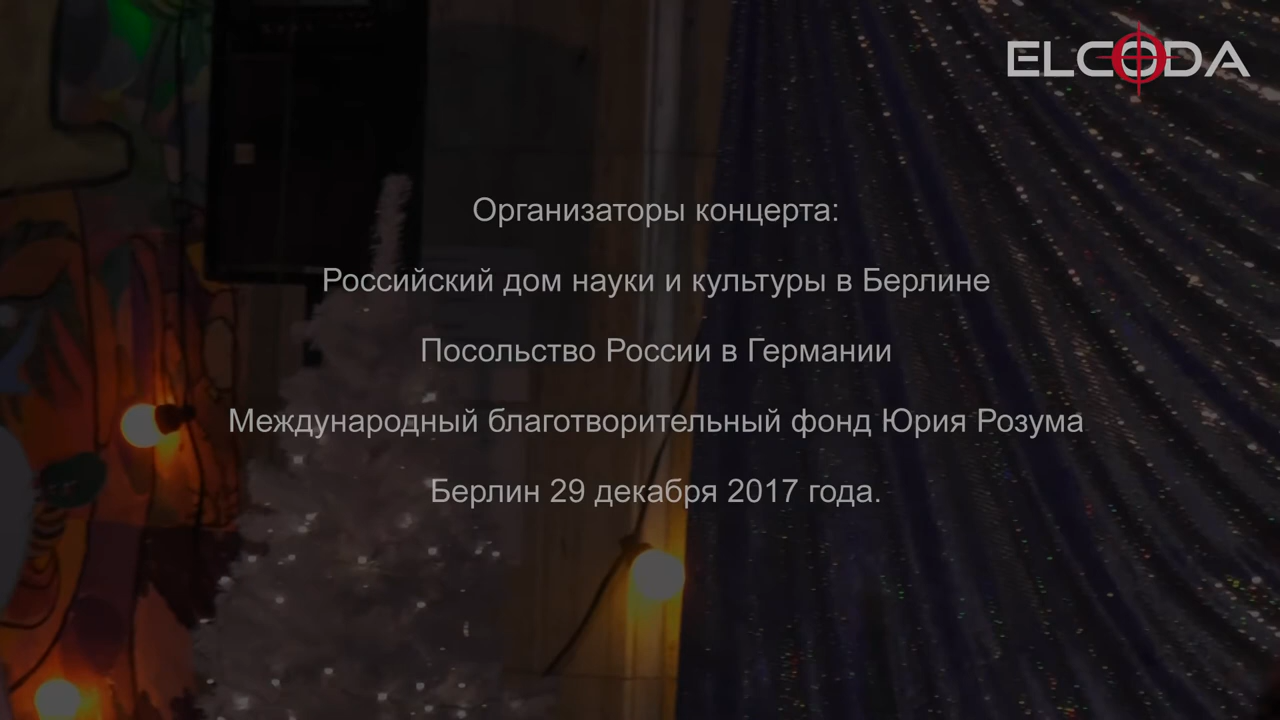 ELCODA
Организаторы концерта:
Российский дом науки и культуры в Берлине
Посольство России в Германии
Международный благотворительный фонд Юрия Розума
Берлин 29 декабря 2017 года.